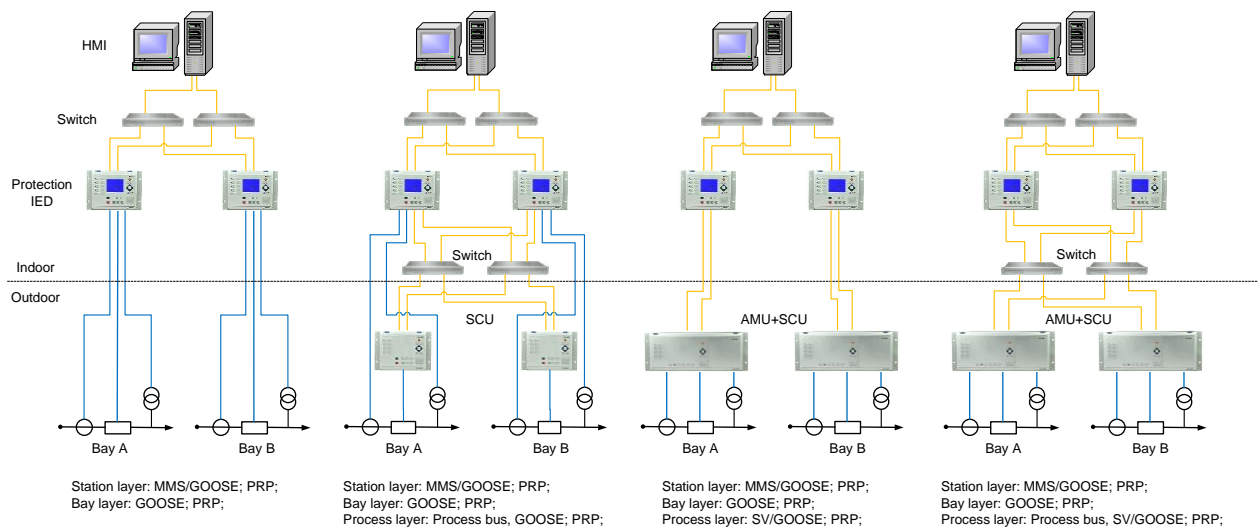 HMI
Switch
Protection
IED
Indoor
Outdoor
Switch
SCU
AMU+SCU
Switch
AMU+SCU
Bay A
Bay B
Bay A
Bay B
Bay A
Bay B
Bay A
Bay B
Station layer: MMS/GOOSE; PRP;
Bay layer: GOOSE; PRP;
Station layer: MMS/GOOSE; PRP;
Bay layer: GOOSE; PRP;
Process layer: Process bus, GOOSE; PRP;
Station layer: MMS/GOOSE; PRP;
Bay layer: GOOSE; PRP;
Process layer: SV/GOOSE; PRP;
Station layer: MMS/GOOSE; PRP;
Bay layer: GOOSE; PRP;
Process layer: Process bus, SV/GOOSE; PRP;